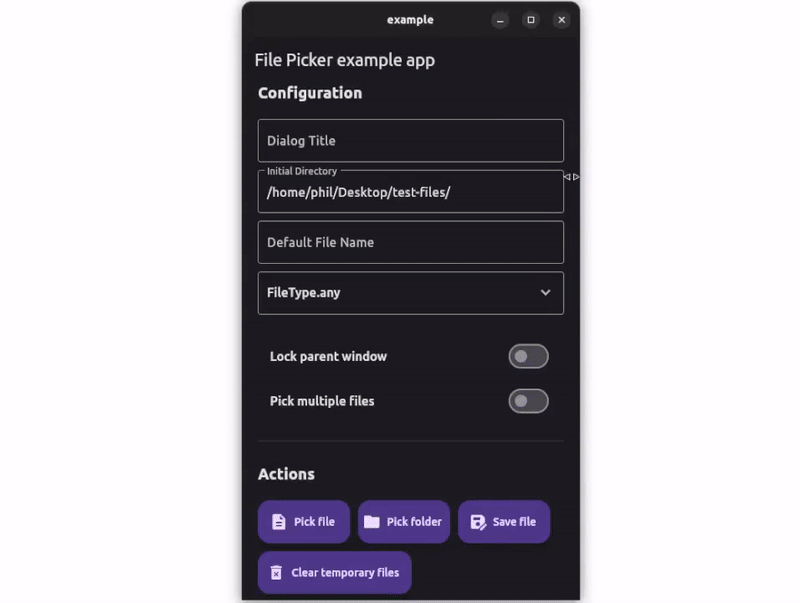 example
File Picker example app
Configuration
Dialog Title
Initial Directory
/home/phil/Desktop/test-files/
Default File Name
FileType.any
Lock parent window
Pick multiple files
Actions
Pick file Pick folder Save file
Clear temporary files